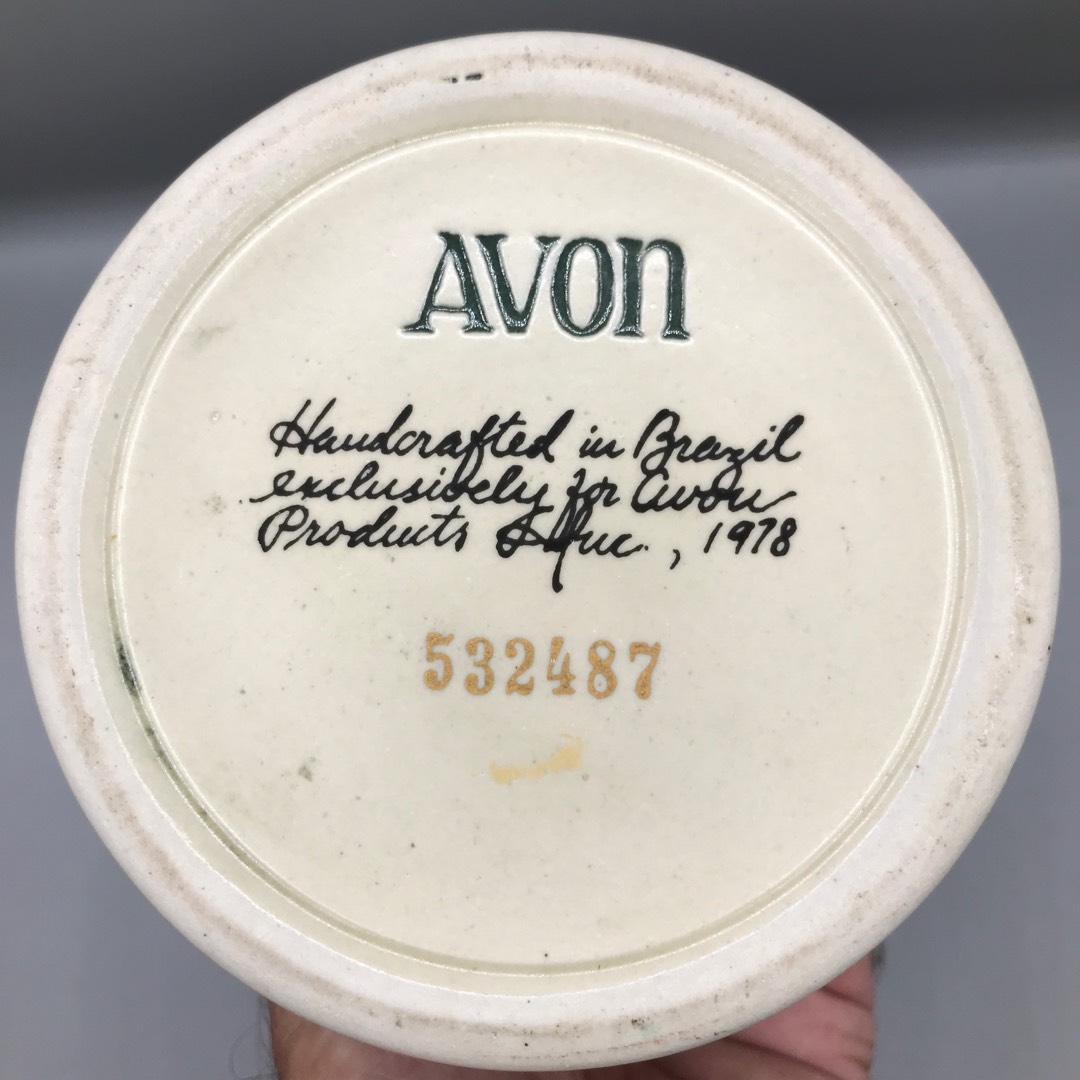 AVON
Handcrafted in Brazil
exclusively for Avon
Products Inc., 1978
532487